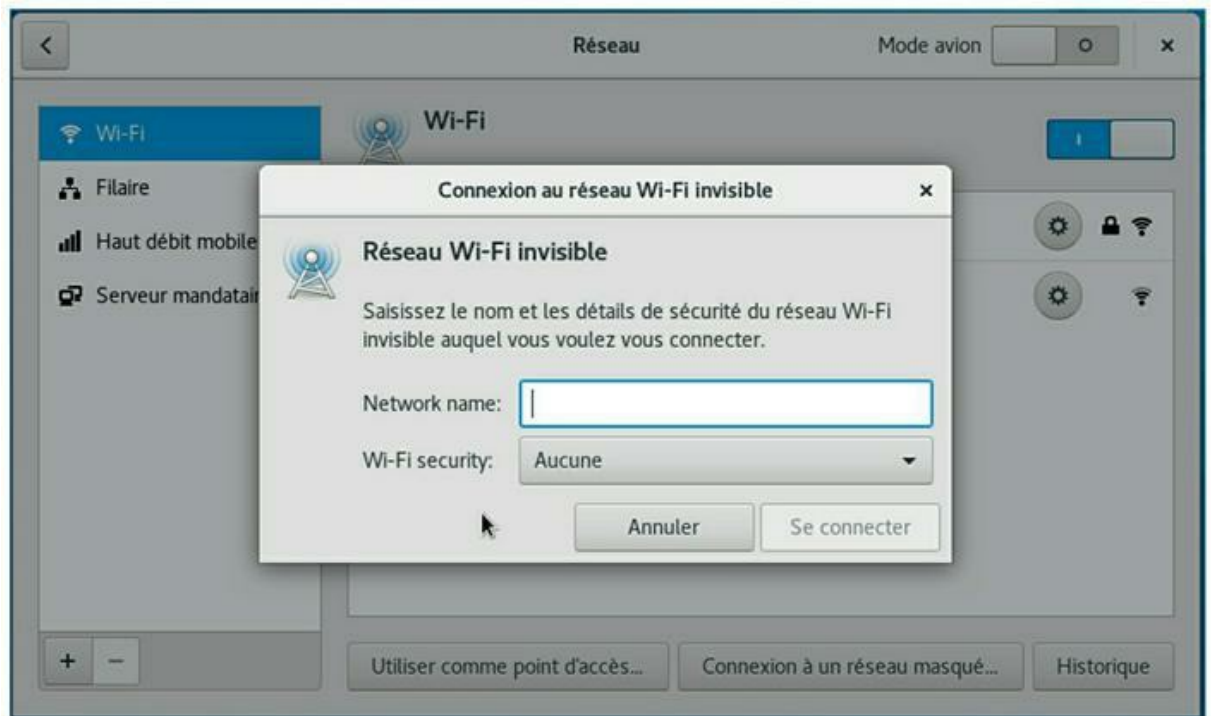 Réseau
Mode avion
Wi-Fi
Filaire
Haut débit mobile
Serveur mandatair
Wi-Fi
Connexion au réseau Wi-Fi invisible
Réseau Wi-Fi invisible
Saisissez le nom et les détails de sécurité du réseau Wi-Fi
invisible auquel vous voulez vous connecter.
Network name:
Wi-Fi security: Aucune
Annuler Se connecter
Utiliser comme point d'accès... Connexion à un réseau masqué... Historique